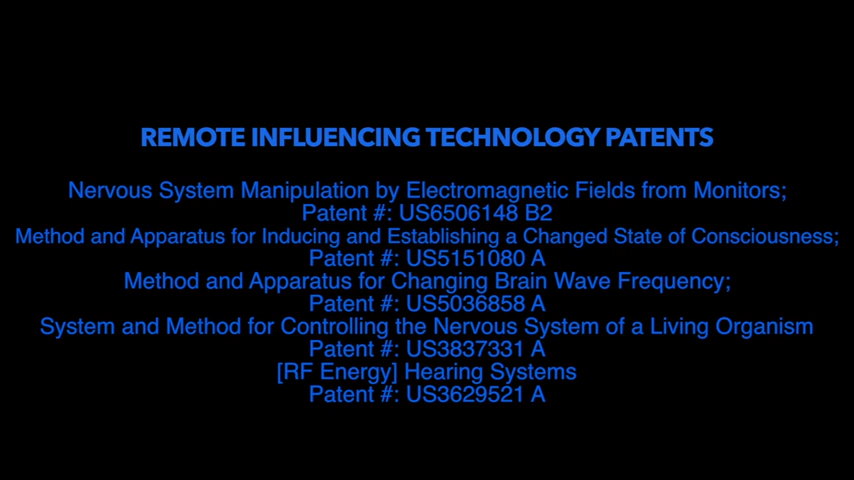 REMOTE INFLUENCING TECHNOLOGY PATENTS
Nervous System Manipulation by Electromagnetic Fields from Monitors;
Patent #: US6506148 B2
Method and Apparatus for Inducing and Establishing a Changed State of Consciousness;
Patent #: US5151080 A
Method and Apparatus for Changing Brain Wave Frequency;
Patent #: US5036858 A
System and Method for Controlling the Nervous System of a Living Organism
Patent #: US3837331 A
[RF Energy] Hearing Systems
Patent #: US3629521 A